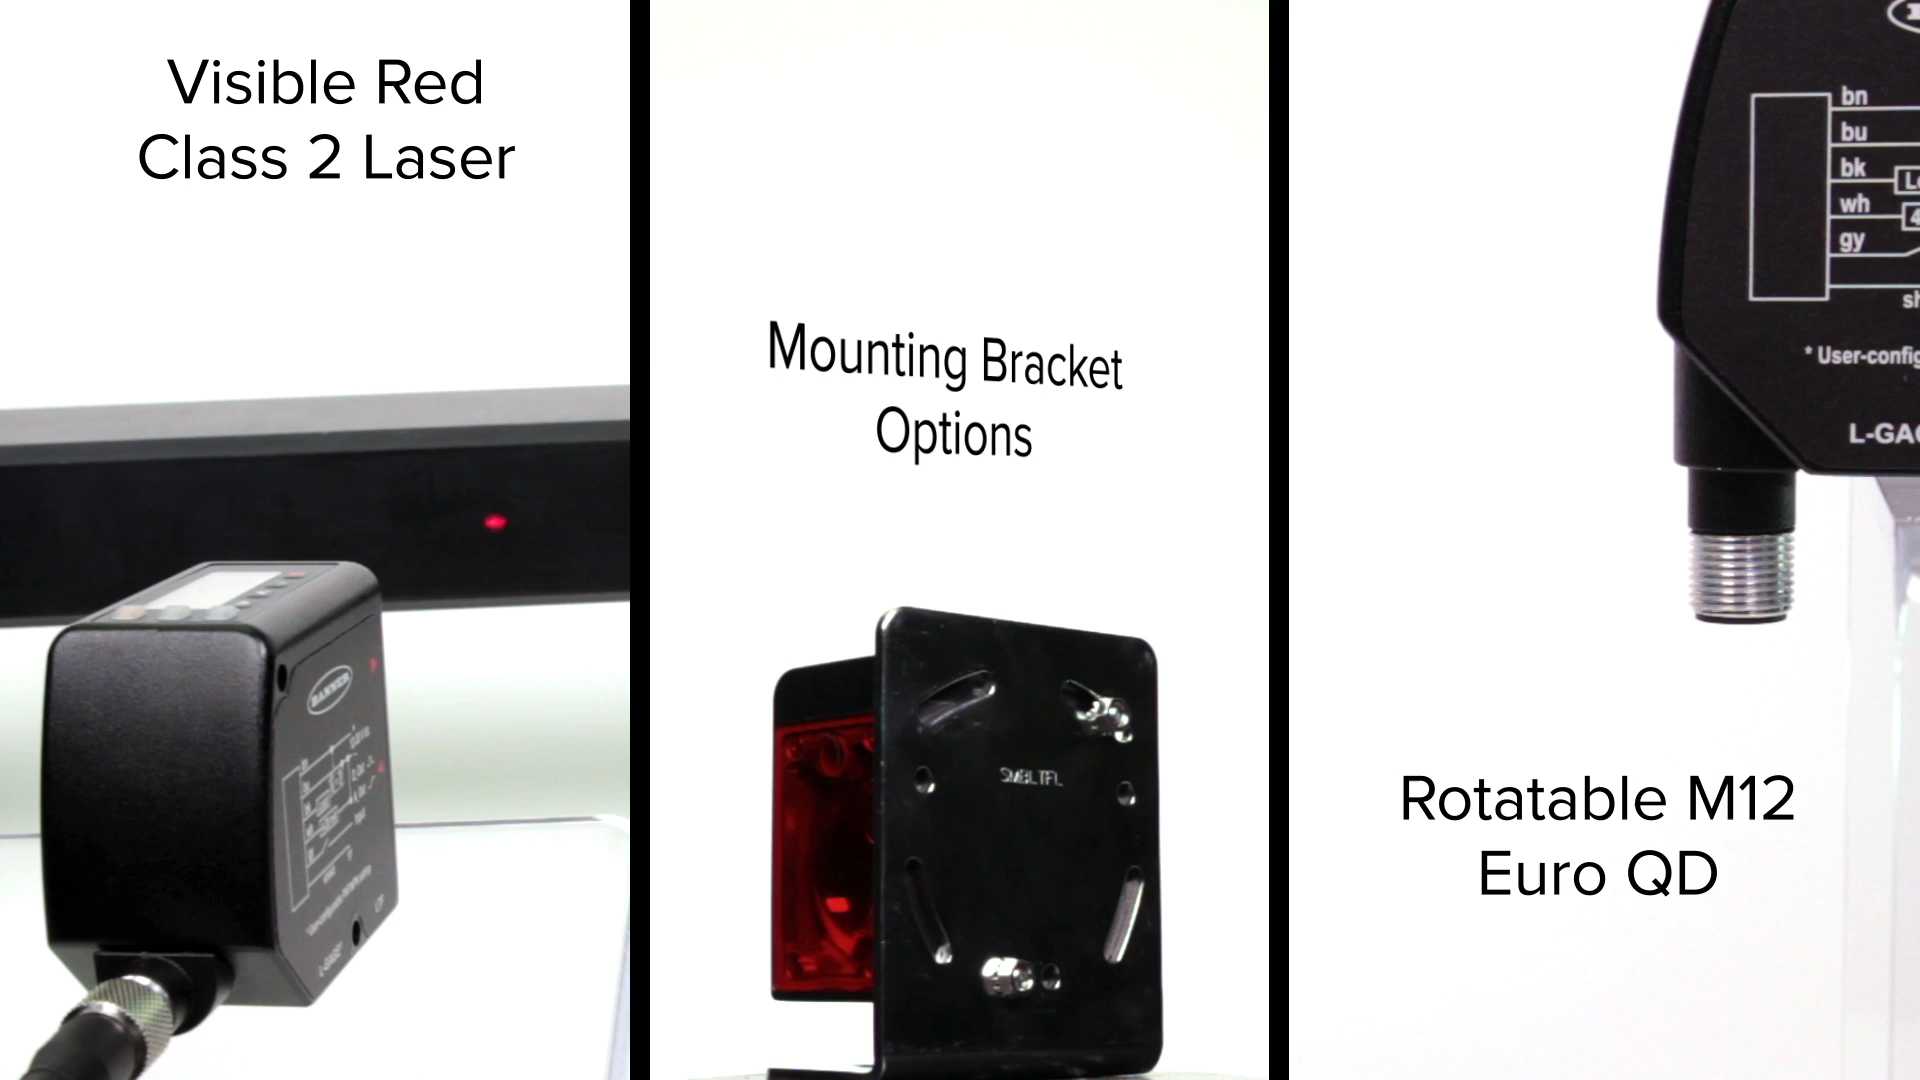 Visible Red
Class 2 Laser
BANNER
Mounting Bracket
Options
SMBLTFL
bn
bu
bk
wh
gy
* User-config
L-GA
Rotatable M12
Euro QD